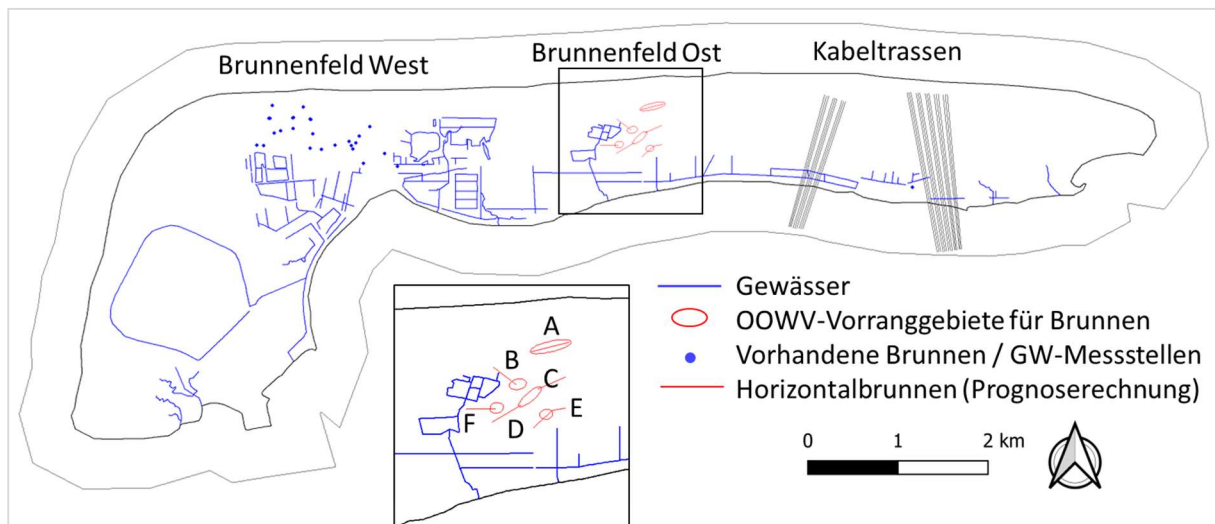 Brunnenfeld West
Brunnenfeld Ost
Kabeltrassen
A
B
C
F
E
D
Gewässer
OOWV-Vorranggebiete für Brunnen
Vorhandene Brunnen / GW-Messstellen
Horizontalbrunnen (Prognoserechnung)
0 1 2 km